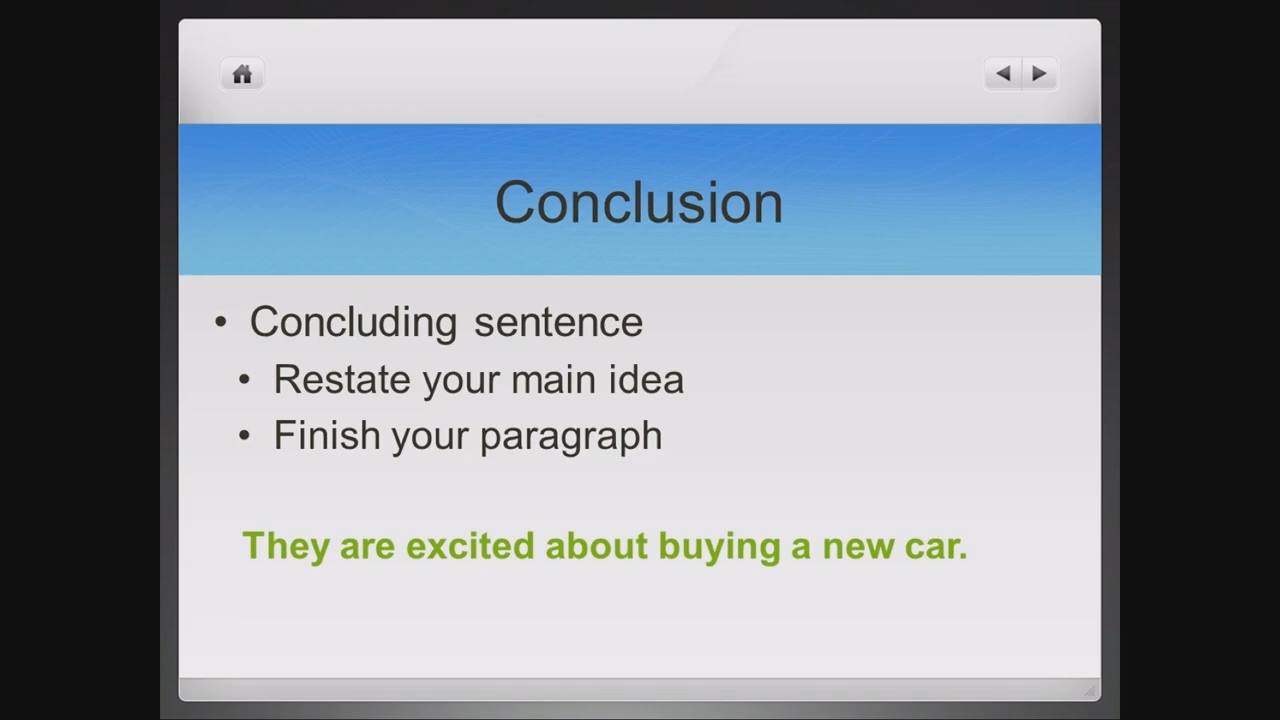 Conclusion
• Concluding sentence
• Restate your main idea
• Finish your paragraph
They are excited about buying a new car.